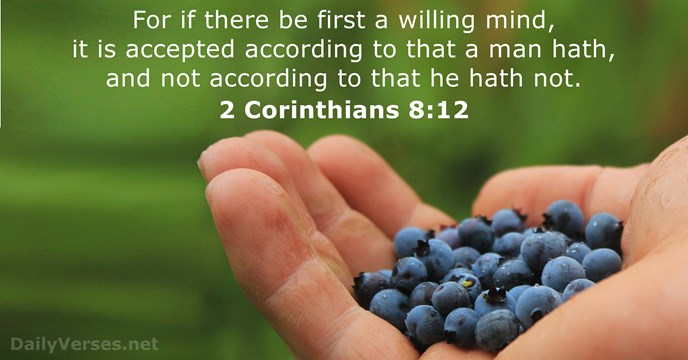 For if there be first a willing mind,
it is accepted according to that a man hath,
and not according to that he hath not.
2 Corinthians 8:12
DailyVerses.net